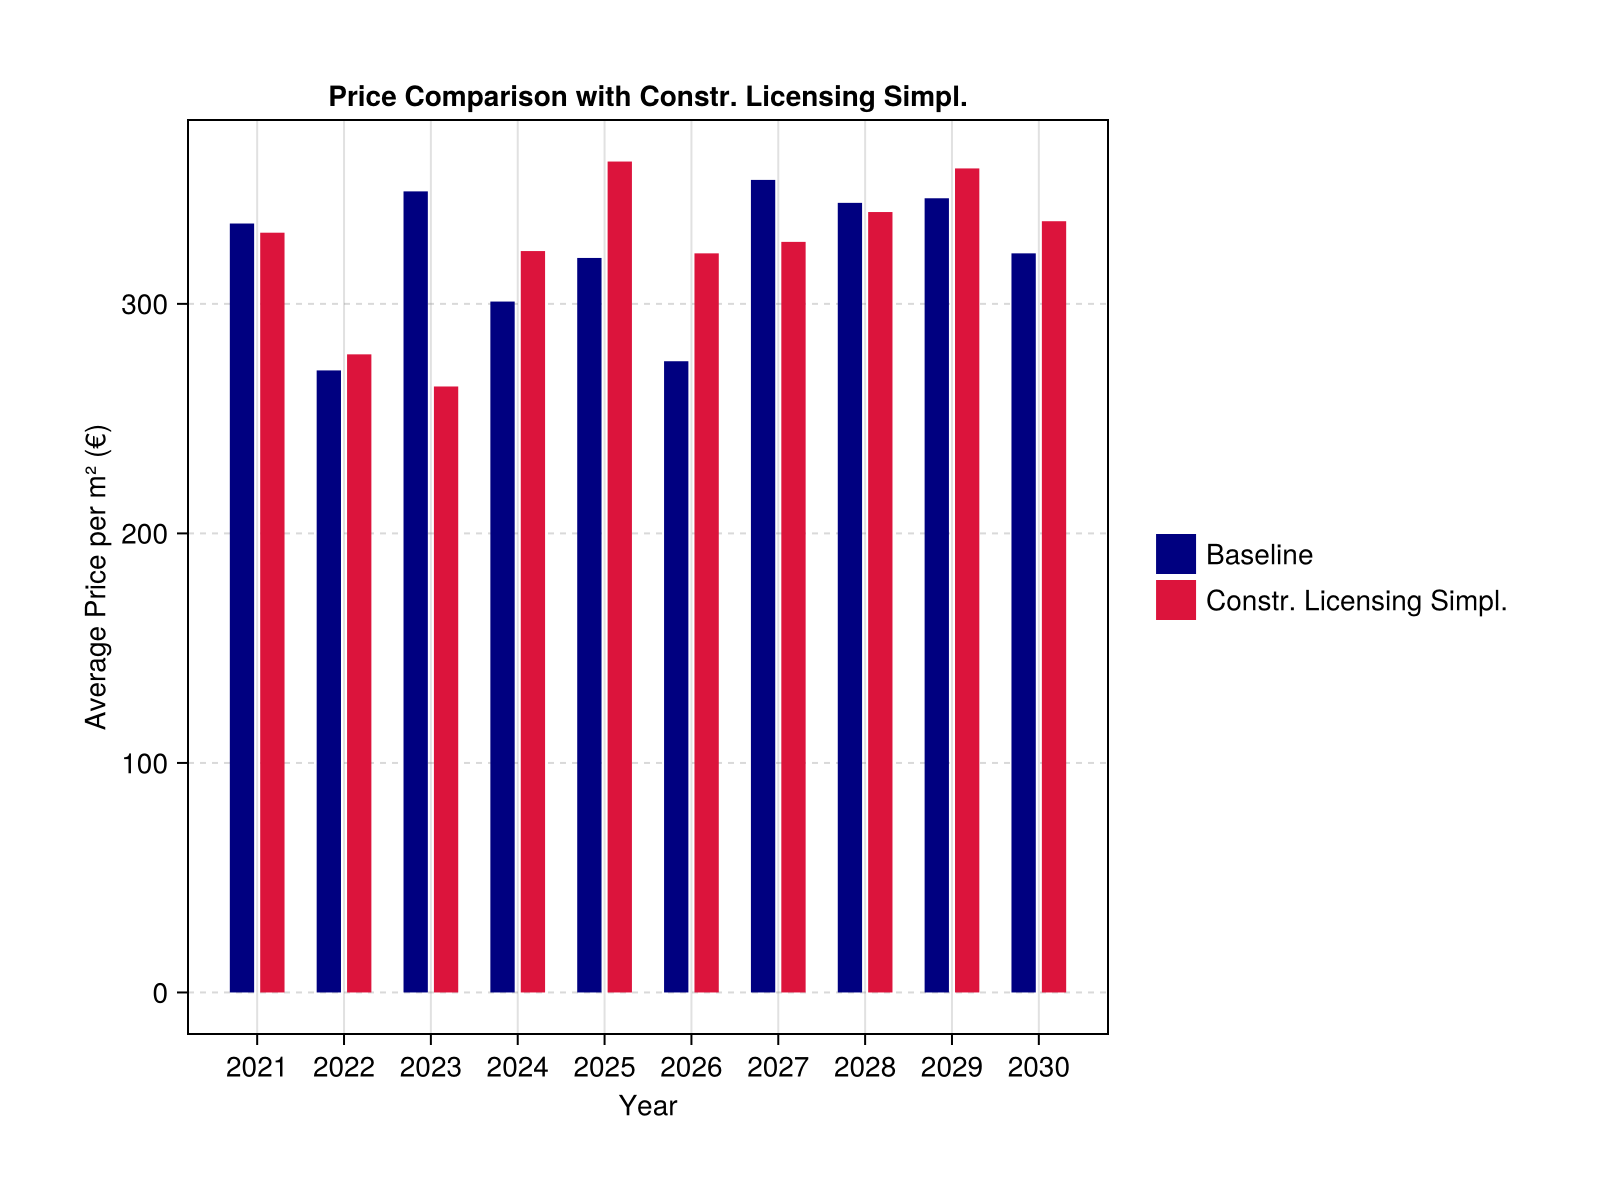 Price Comparison with Constr. Licensing Simpl.
Average Price per m² (€)
300
200
100
0
2021 2022 2023 2024 2025 2026 2027 2028 2029 2030
Year
Baseline
Constr. Licensing Simpl.